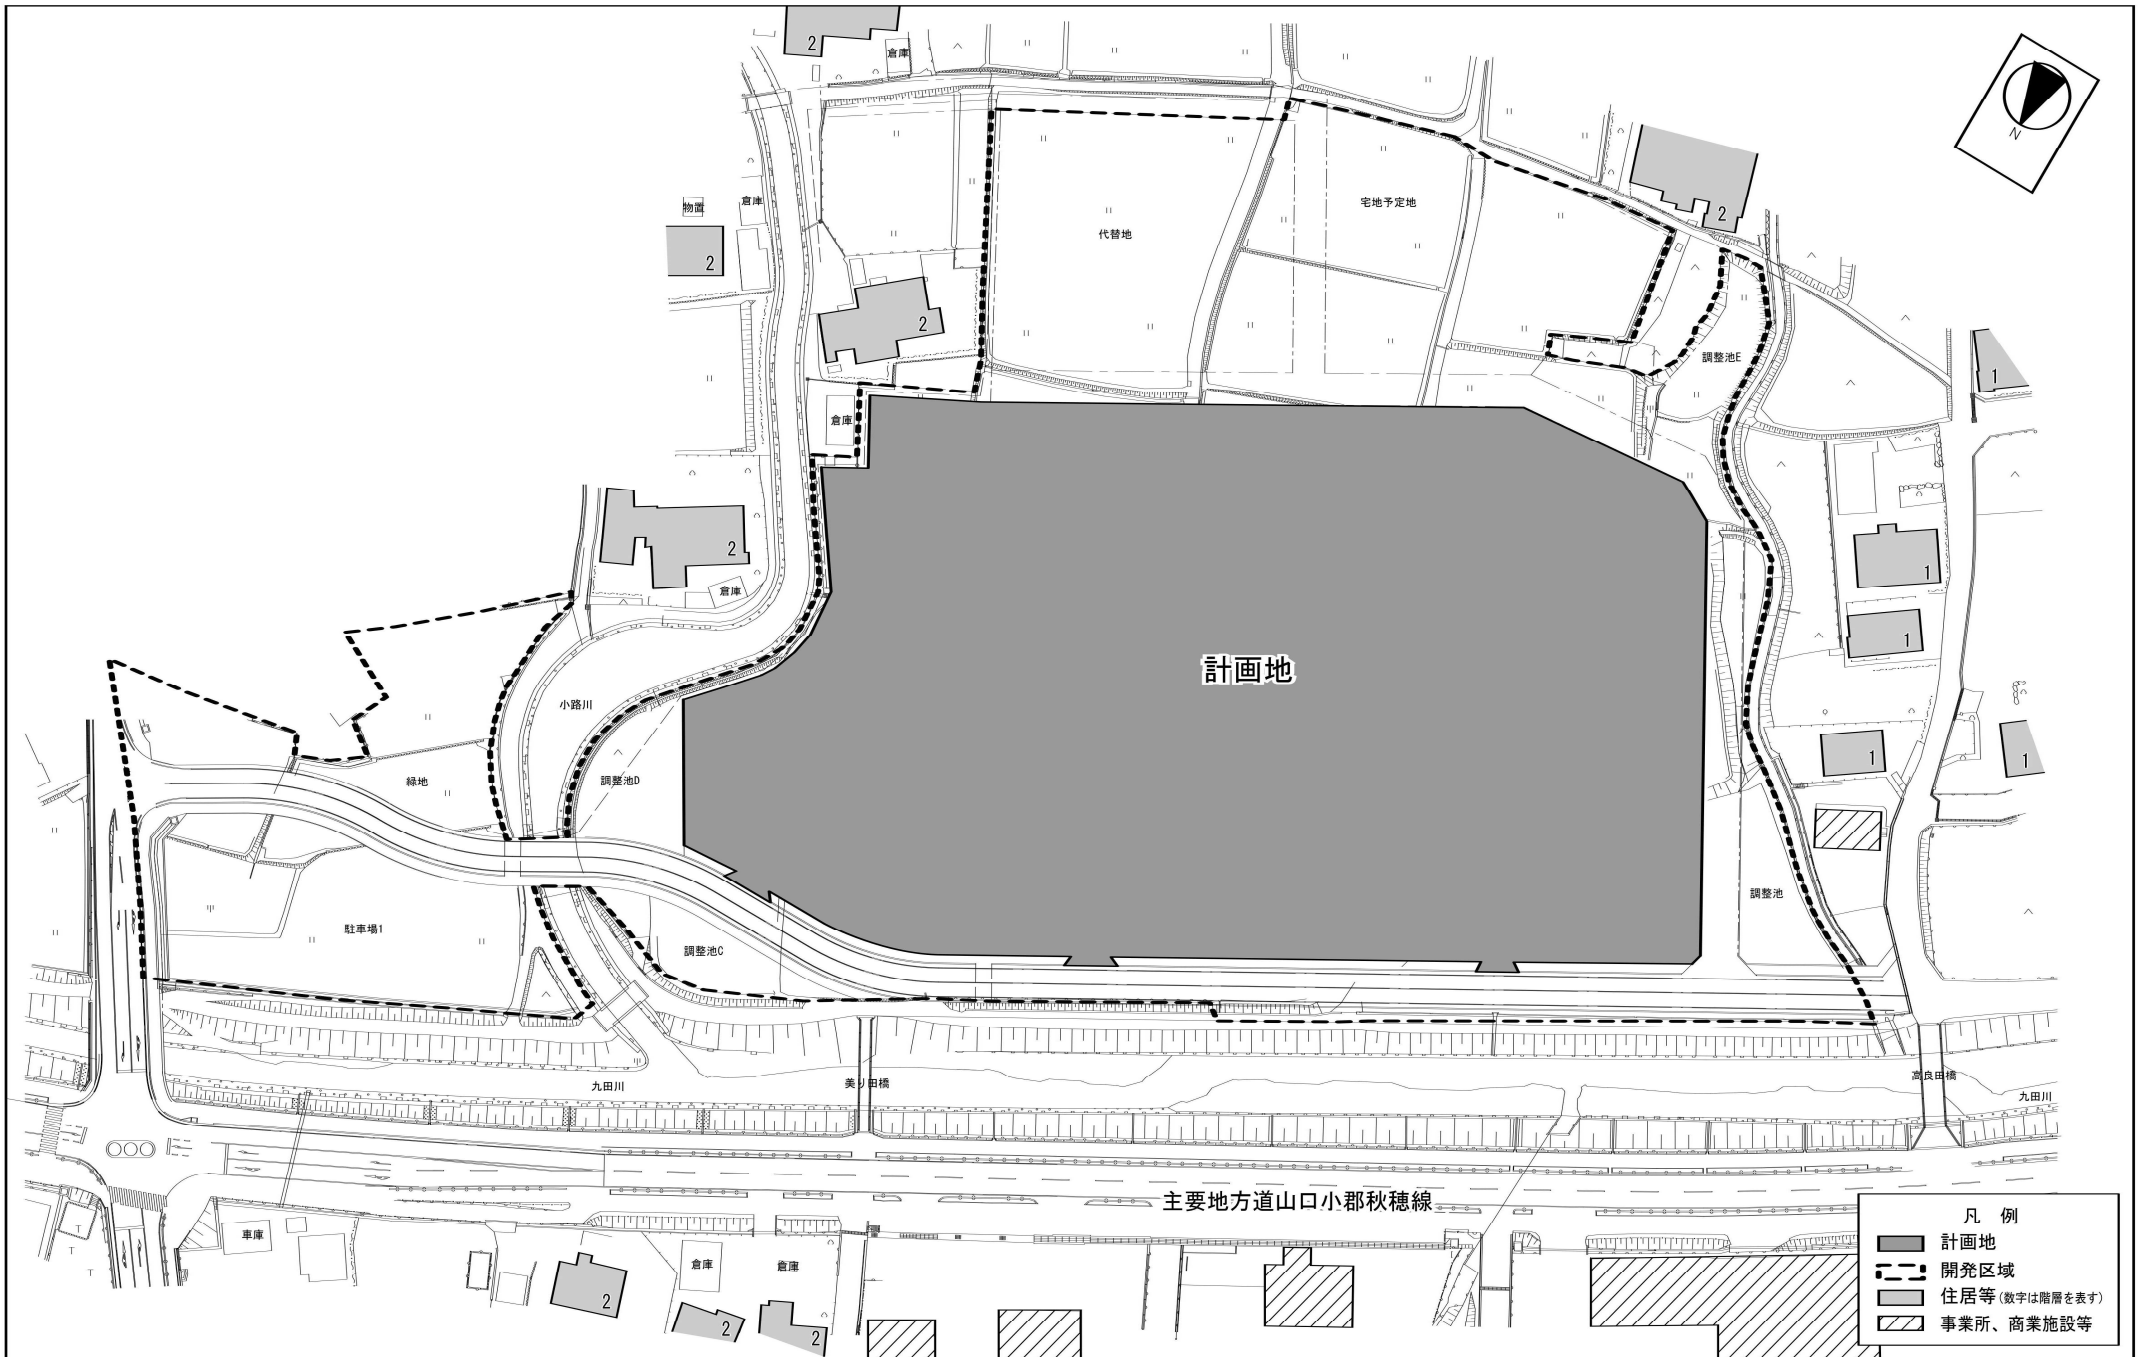 2
倉庫
N
物置
倉庫
2
代替地
宅地予定地
2
2
調整池E
1
倉庫
2
倉庫
1
1
計画地
小路川
緑地
調整池D
1
1
調整池
駐車場1
調整池C
九田川
美り田橋
高良田橋
九田川
主要地方道山口小郡秋穂線
車庫
倉庫
倉庫
2
2
2
凡 例
計画地
開発区域
住居等(数字は階層を表す)
事業所、商業施設等